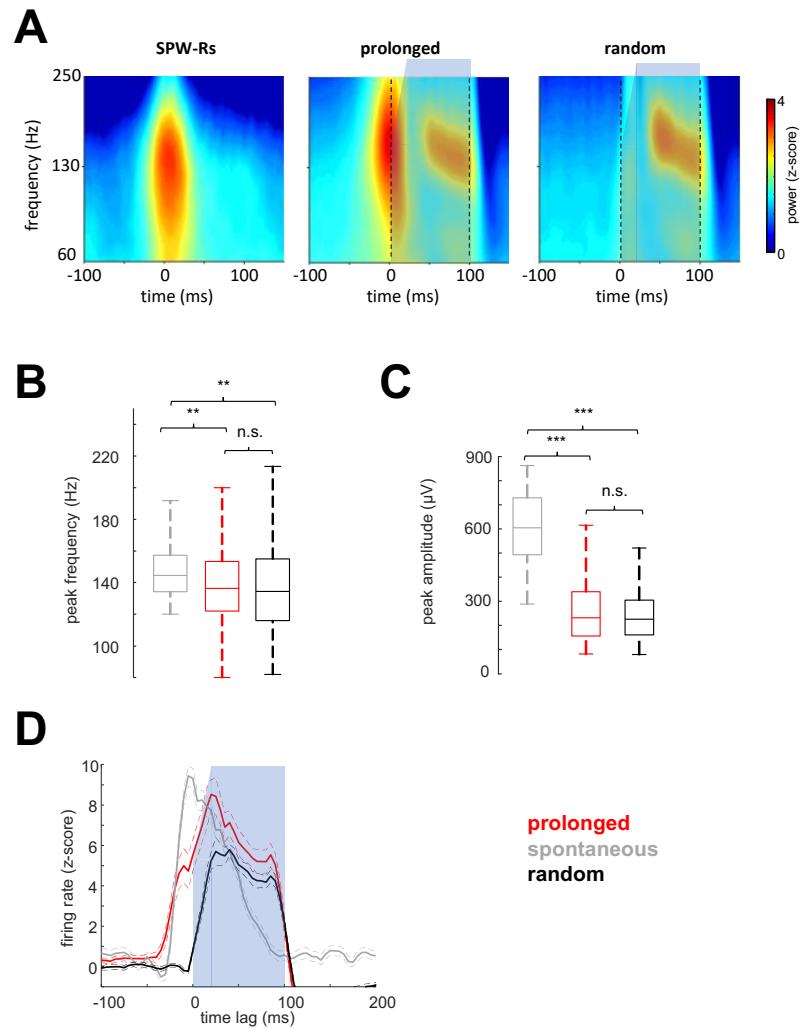 A
SPW-Rs prolonged random
250
130
60
frequency (Hz)
-100 0 100
time (ms)
-100 0 100
time (ms)
-100 0 100
time (ms)
4
0
power (z-score)
B
**
**
n.s.
220
180
140
100
peak frequency (Hz)
C
***
***
n.s.
900
600
300
0
peak amplitude (µV)
D
10
8
6
4
2
0
firing rate (z-score)
-100 0 100 200
time lag (ms)
prolonged
spontaneous
random